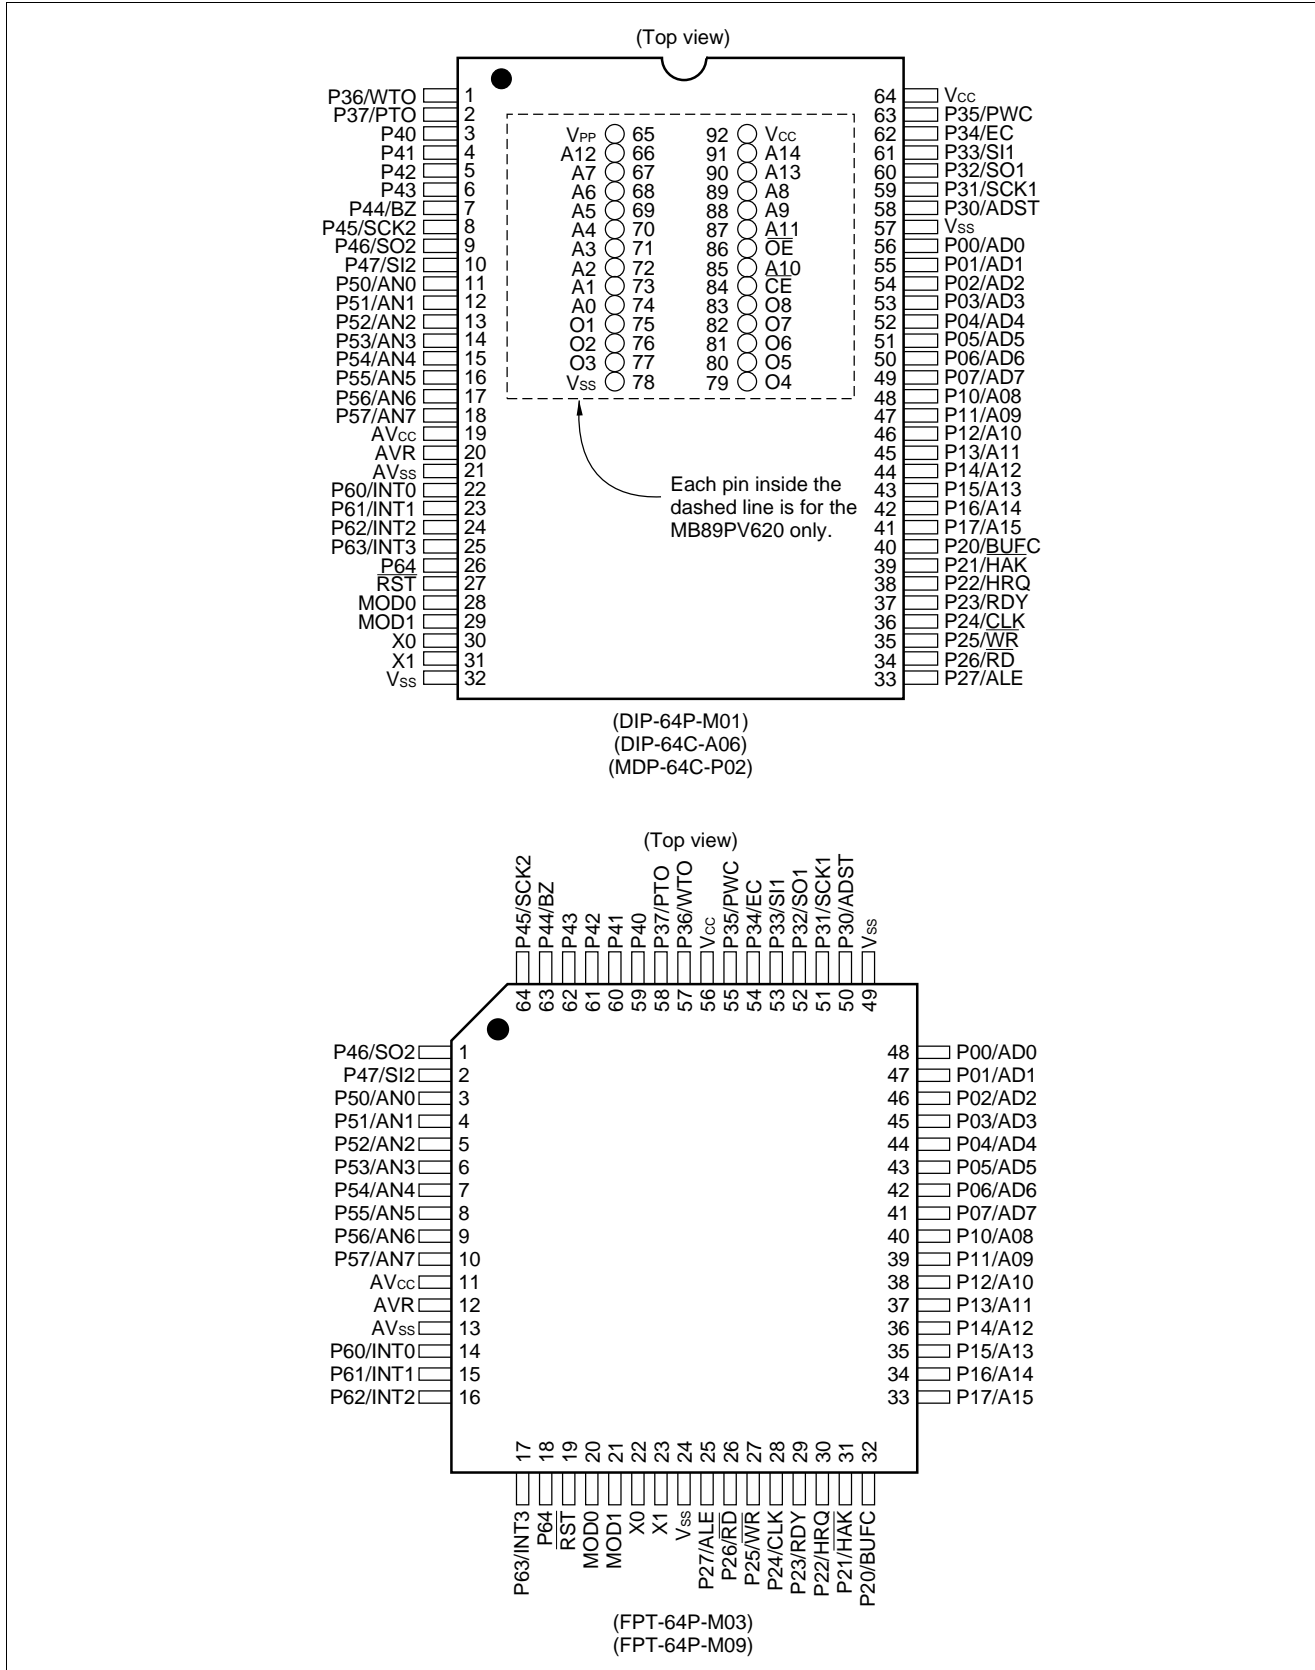 (Top view)
P36/WTO 1 64 Vcc
P37/PTO 2 63 P35/PWC
P40 3 62 P34/EC
P41 4 61 P33/SI1
P42 5 60 P32/SO1
P43 6 59 P31/SCK1
P44/BZ 7 58 P30/ADST
P45/SCK2 8 57 Vss
P46/SO2 9 56 P00/AD0
P47/SI2 10 55 P01/AD1
P50/AN0 11 54 P02/AD2
P51/AN1 12 53 P03/AD3
P52/AN2 13 52 P04/AD4
P53/AN3 14 51 P05/AD5
P54/AN4 15 50 P06/AD6
P55/AN5 16 49 P07/AD7
P56/AN6 17 48 P10/A08
P57/AN7 18 47 P11/A09
AVcc 19 46 P12/A10
AVR 20 45 P13/A11
AVss 21 44 P14/A12
P60/INT0 22 43 P15/A13
P61/INT1 23 42 P16/A14
P62/INT2 24 41 P17/A15
P63/INT3 25 40 P20/BUFC
P64 26 39 P21/HAK
RST 27 38 P22/HRQ
MOD0 28 37 P23/RDY
MOD1 29 36 P24/CLK
X0 30 35 P25/WR
X1 31 34 P26/RD
Vss 32 33 P27/ALE
VPP 65 92 Vcc
A12 66 91 A14
A7 67 90 A13
A6 68 89 A8
A5 69 88 A9
A4 70 87 A11
A3 71 86 OE
A2 72 85 A10
A1 73 84 CE
A0 74 83 O8
O1 75 82 O7
O2 76 81 O6
O3 77 80 O5
Vss 78 79 O4
Each pin inside the
dashed line is for the
MB89PV620 only.
(DIP-64P-M01)
(DIP-64C-A06)
(MDP-64C-P02)
(Top view)
P45/SCK2 P44/BZ P43 P42 P41 P40 P37/PTO P36/WTO Vcc P35/PWC P34/EC P33/SI1 P32/SO1 P31/SCK1 P30/ADST Vss
64 63 62 61 60 59 58 57 56 55 54 53 52 51 50 49
P46/SO2 1 48 P00/AD0
P47/SI2 2 47 P01/AD1
P50/AN0 3 46 P02/AD2
P51/AN1 4 45 P03/AD3
P52/AN2 5 44 P04/AD4
P53/AN3 6 43 P05/AD5
P54/AN4 7 42 P06/AD6
P55/AN5 8 41 P07/AD7
P56/AN6 9 40 P10/A08
P57/AN7 10 39 P11/A09
AVcc 11 38 P12/A10
AVR 12 37 P13/A11
AVss 13 36 P14/A12
P60/INT0 14 35 P15/A13
P61/INT1 15 34 P16/A14
P62/INT2 16 33 P17/A15
17 18 19 20 21 22 23 24 25 26 27 28 29 30 31 32
P63/INT3 P64 RST MOD0 MOD1 X0 X1 Vss P27/ALE P26/RD P25/WR P24/CLK P23/RDY P22/HRQ P21/HAK P20/BUFC
(FPT-64P-M03)
(FPT-64P-M09)